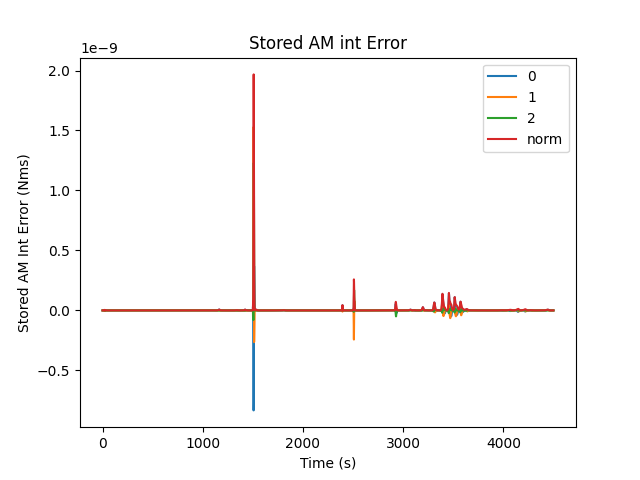 Stored AM int Error
1e−9
2.0
1.5
1.0
0.5
0.0
−0.5
Stored AM Int Error (Nms)
0
1
2
norm
0 1000 2000 3000 4000
Time (s)